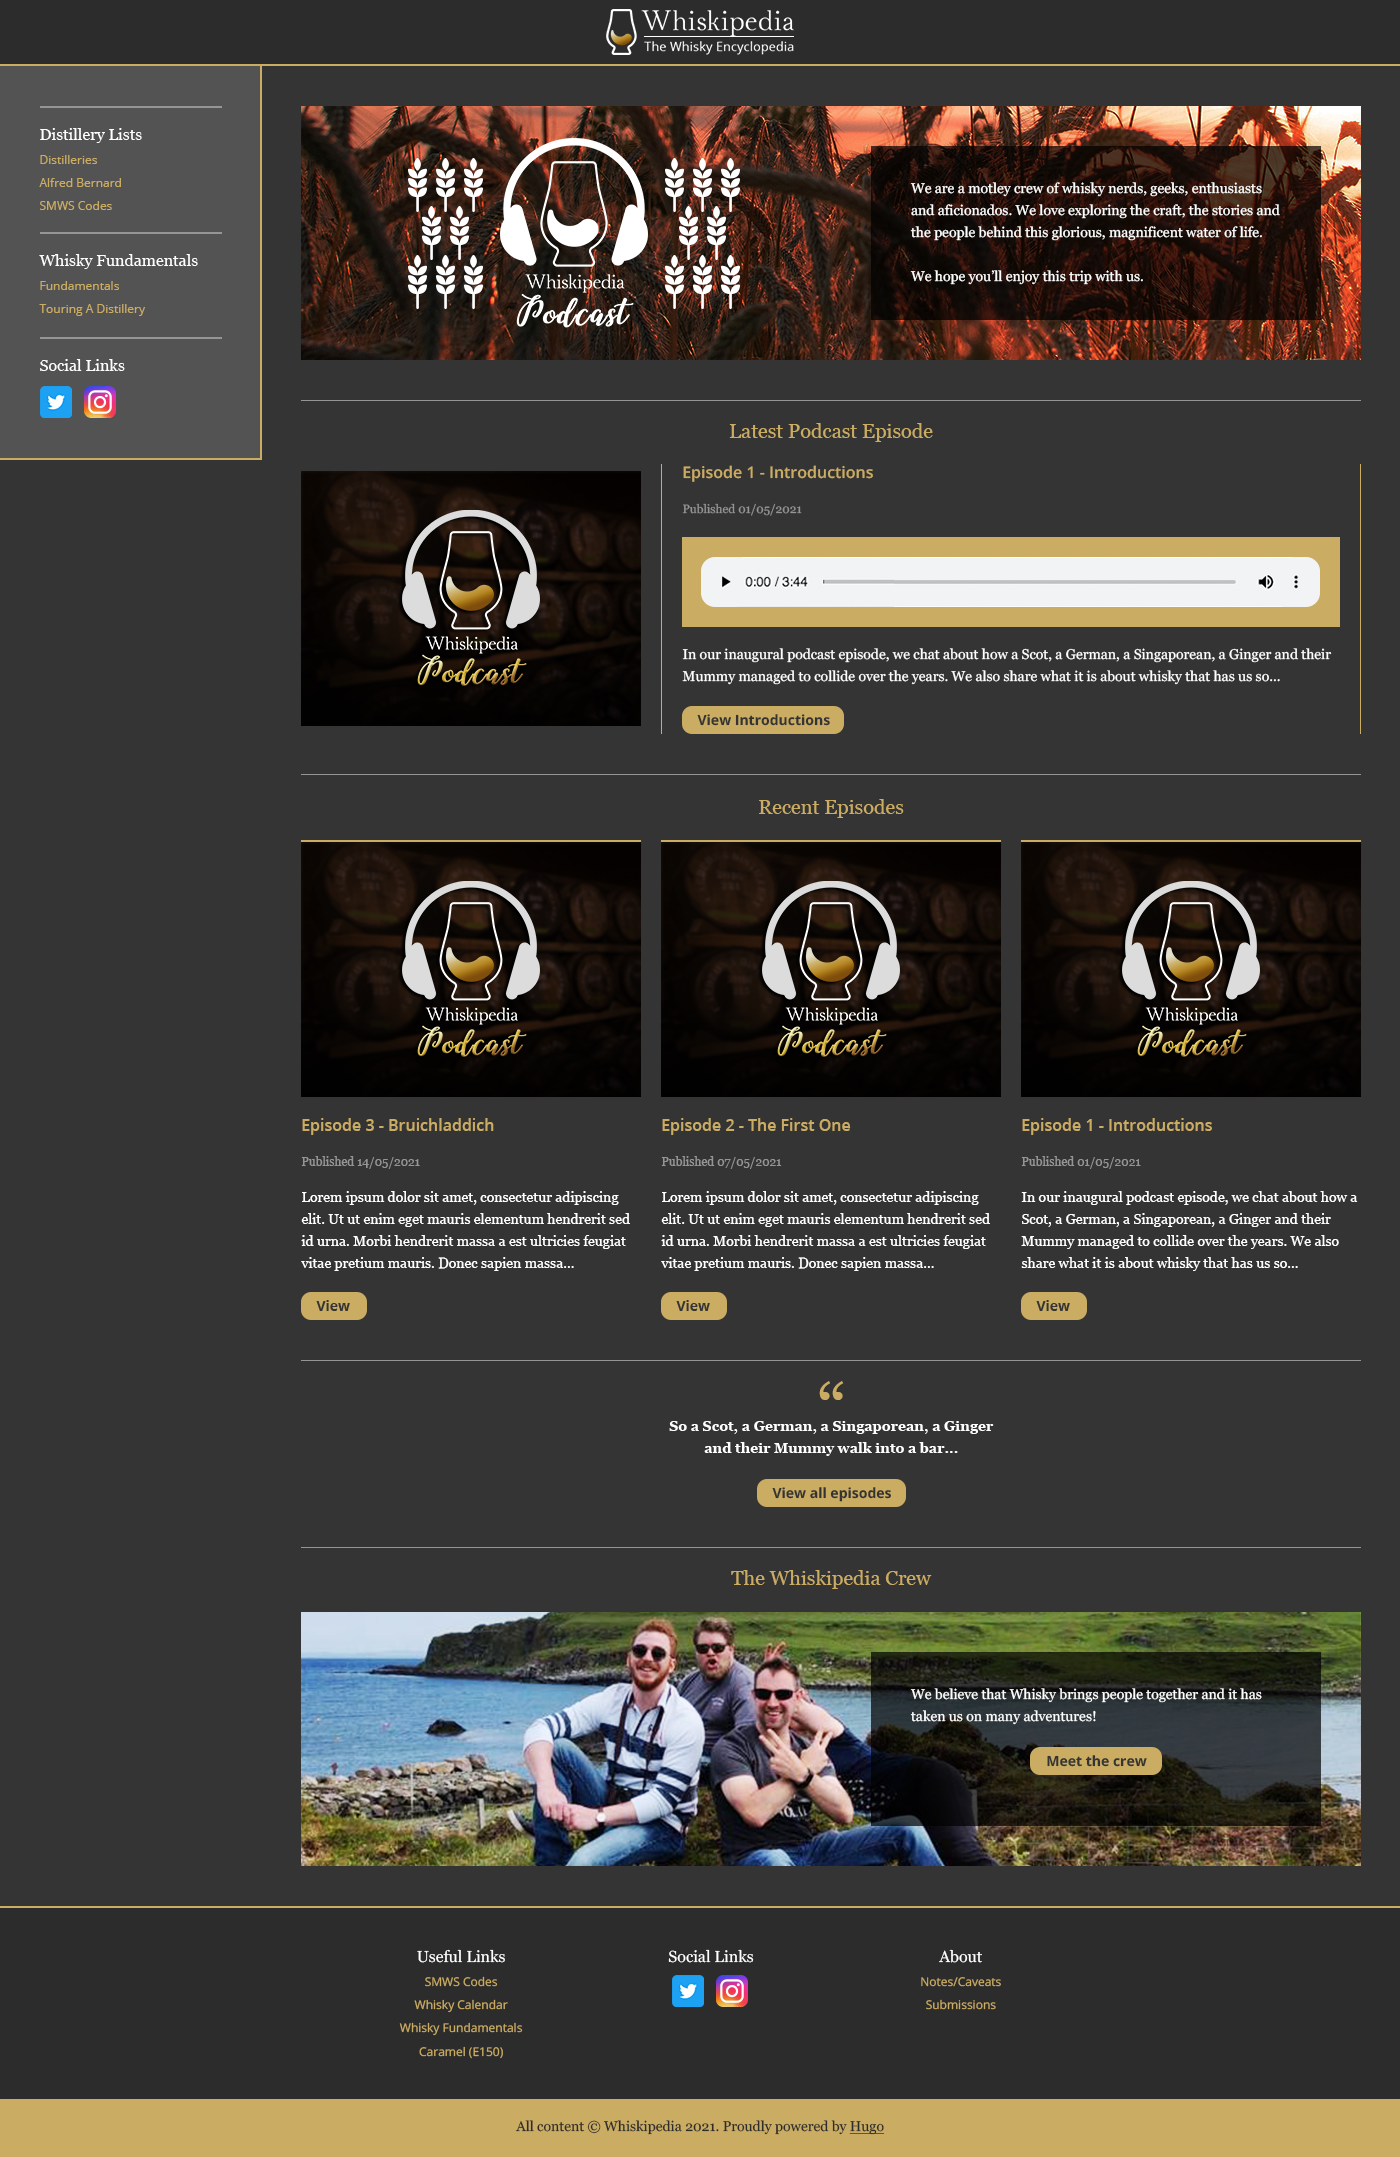 Whiskipedia
The Whisky Encyclopedia
Distillery Lists
Distilleries
Alfred Bernard
SMWS Codes
Whisky Fundamentals
Fundamentals
Touring A Distillery
Social Links
Whiskipedia
Podcast
We are a motley crew of whisky nerds, geeks, enthusiasts
and aficionados. We love exploring the craft, the stories and
the people behind this glorious, magnificent water of life.
We hope you'll enjoy this trip with us.
Latest Podcast Episode
Whiskipedia
Podcast
Episode 1 - Introductions
Published 01/05/2021
0:00 / 3:44
In our inaugural podcast episode, we chat about how a Scot, a German, a Singaporean, a Ginger and their
Mummy managed to collide over the years. We also share what it is about whisky that has us so...
View Introductions
Recent Episodes
Whiskipedia
Podcast
Episode 3 - Bruichladdich
Published 14/05/2021
Lorem ipsum dolor sit amet, consectetur adipiscing
elit. Ut ut enim eget mauris elementum hendrerit sed
id urna. Morbi hendrerit massa a est ultricies feugiat
vitae pretium mauris. Donec sapien massa...
View
Whiskipedia
Podcast
Episode 2 - The First One
Published 07/05/2021
Lorem ipsum dolor sit amet, consectetur adipiscing
elit. Ut ut enim eget mauris elementum hendrerit sed
id urna. Morbi hendrerit massa a est ultricies feugiat
vitae pretium mauris. Donec sapien massa...
View
Whiskipedia
Podcast
Episode 1 - Introductions
Published 01/05/2021
In our inaugural podcast episode, we chat about how a
Scot, a German, a Singaporean, a Ginger and their
Mummy managed to collide over the years. We also
share what it is about whisky that has us so...
View
“
So a Scot, a German, a Singaporean, a Ginger
and their Mummy walk into a bar...
View all episodes
The Whiskipedia Crew
We believe that Whisky brings people together and it has
taken us on many adventures!
Meet the crew
Useful Links
SMWS Codes
Whisky Calendar
Whisky Fundamentals
Caramel (E150)
Social Links
About
Notes/Caveats
Submissions
All content © Whiskipedia 2021. Proudly powered by Hugo